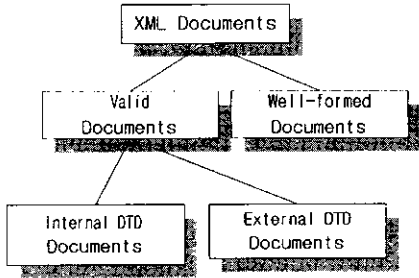 XML Documents
Valid
Documents
Well-formed
Documents
Internal DTD
Documents
External DTD
Documents